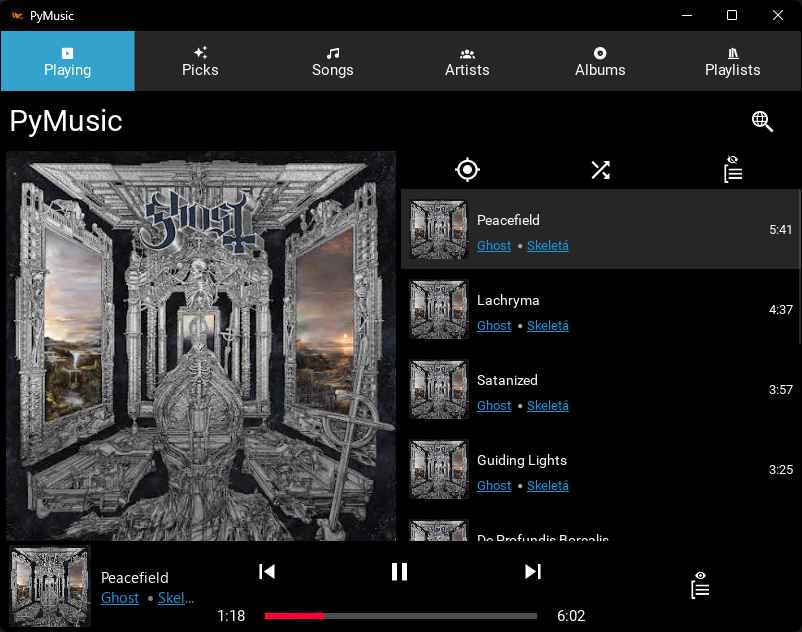 PyMusic
Playing
Picks
Songs
Artists
Albums
Playlists
PyMusic
Ghost
Peacefield
5:41
Ghost • Skeletá
Lachryma
4:37
Ghost • Skeletá
Satanized
3:57
Ghost • Skeletá
Guiding Lights
3:25
Ghost • Skeletá
De Profundis Borealis
Peacefield
Ghost • Skel...
1:18
6:02